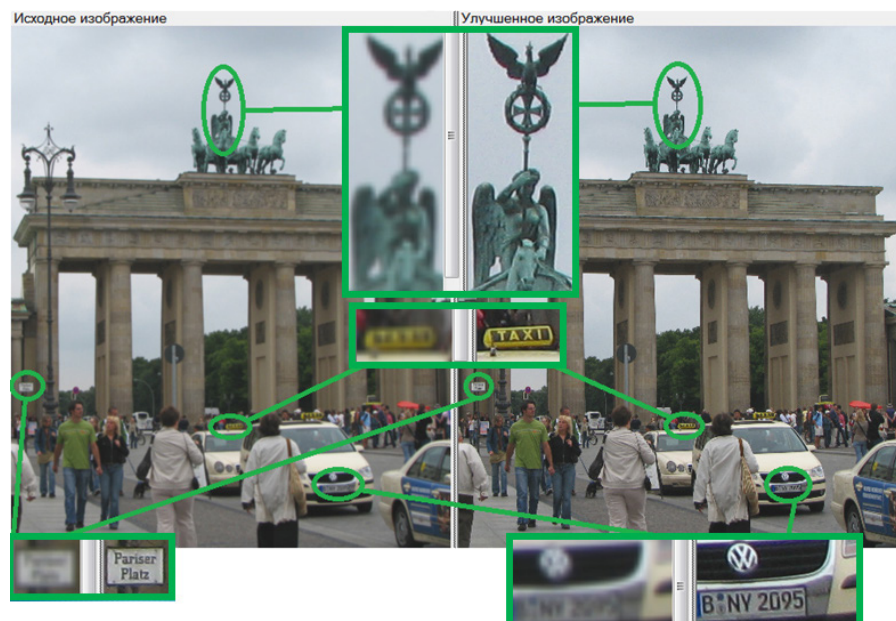 Исходное изображение
Улучшенное изображение
TAXI
Pariser
Platz
B NY 2095